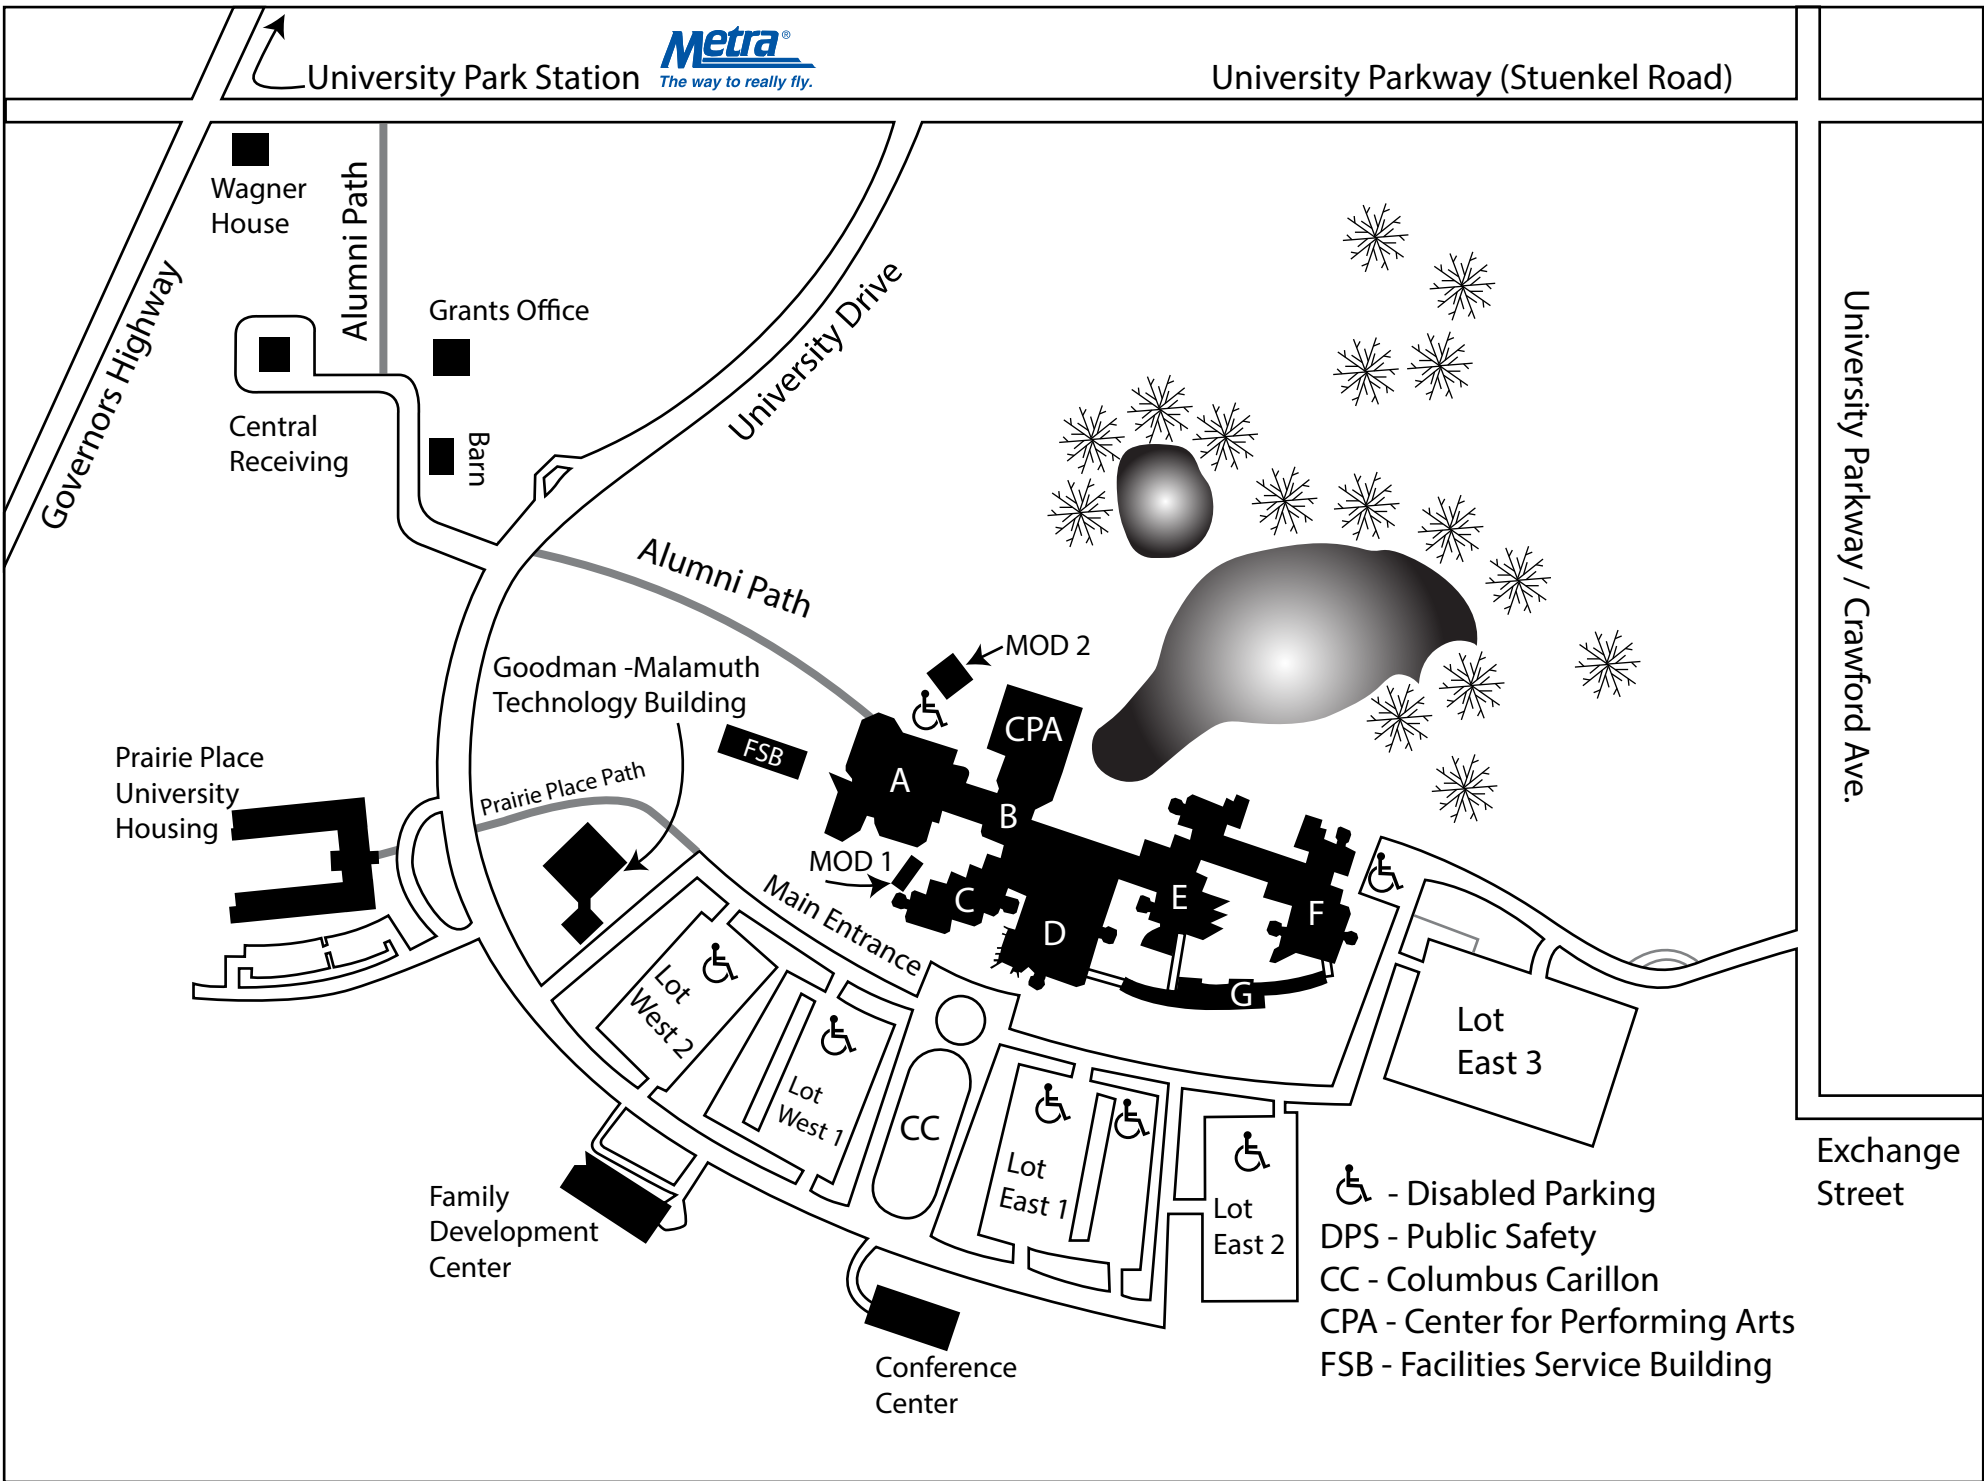 University Park Station
Metra®
The way to really fly.
University Parkway (Stuenkel Road)
Wagner
House
Alumni Path
Governors Highway
Grants Office
University Drive
Central
Receiving
Barn
University Parkway / Crawford Ave.
Alumni Path
MOD 2
Goodman -Malamuth
Technology Building
CPA
FSB
Prairie Place
University
Housing
Prairie Place Path
A
B
MOD 1
Main Entrance
C
D
E
F
G
Lot
West 2
Lot
West 1
CC
Lot
East 1
Lot
East 2
Lot
East 3
Exchange
Street
Family
Development
Center
Conference
Center
- Disabled Parking
DPS - Public Safety
CC - Columbus Carillon
CPA - Center for Performing Arts
FSB - Facilities Service Building